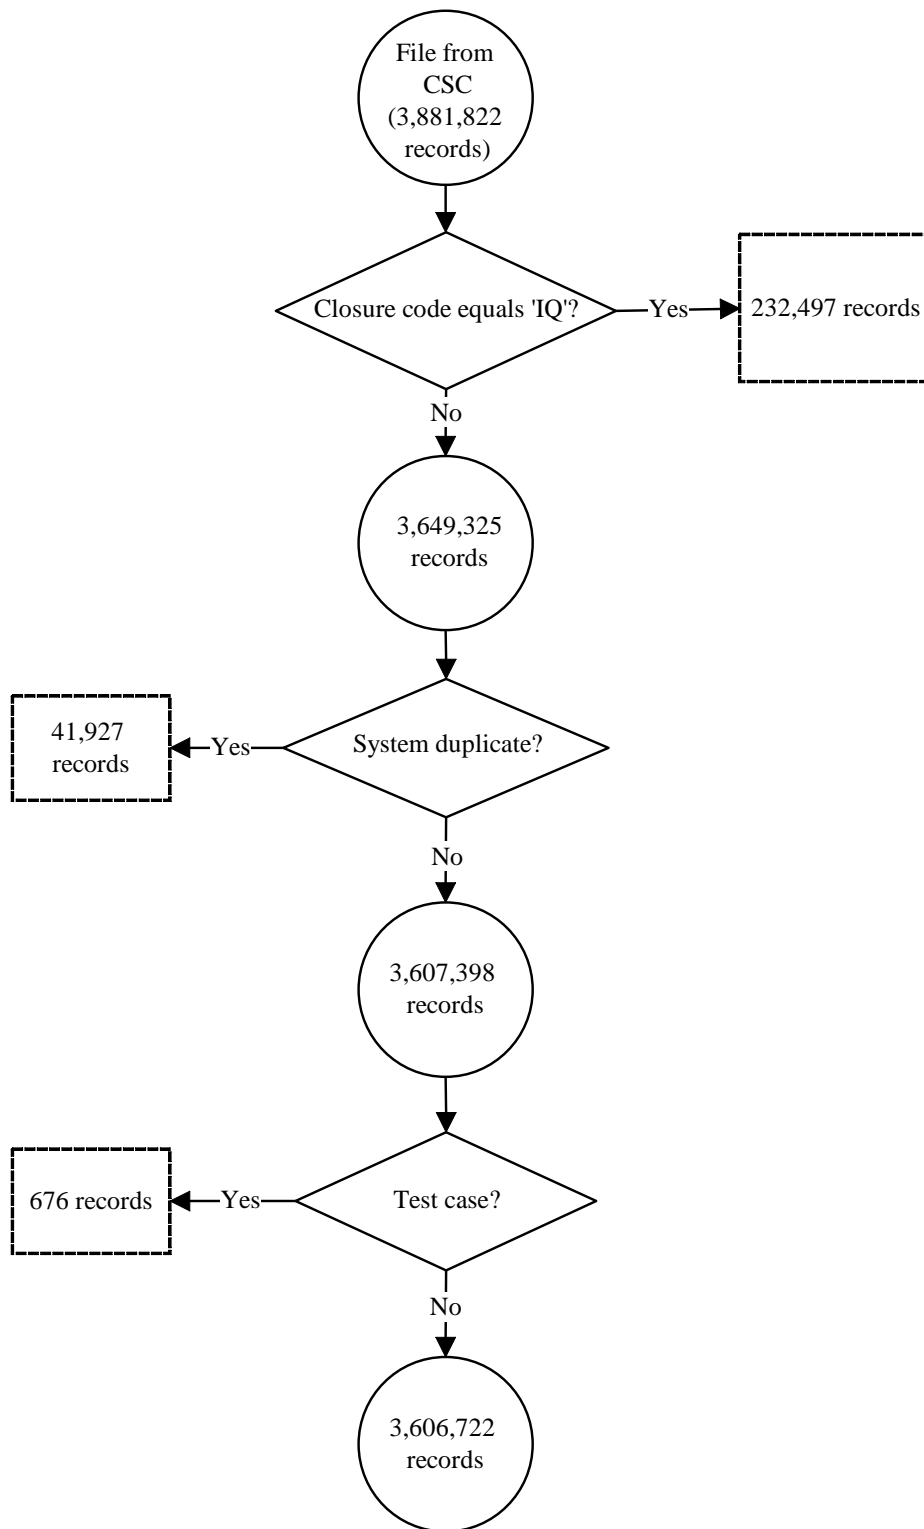 File from
CSC
(3,881,822
records)
Closure code equals 'IQ'?
Yes
232,497 records
No
3,649,325
records
41,927
records
Yes
System duplicate?
No
3,607,398
records
676 records
Yes
Test case?
No
3,606,722
records